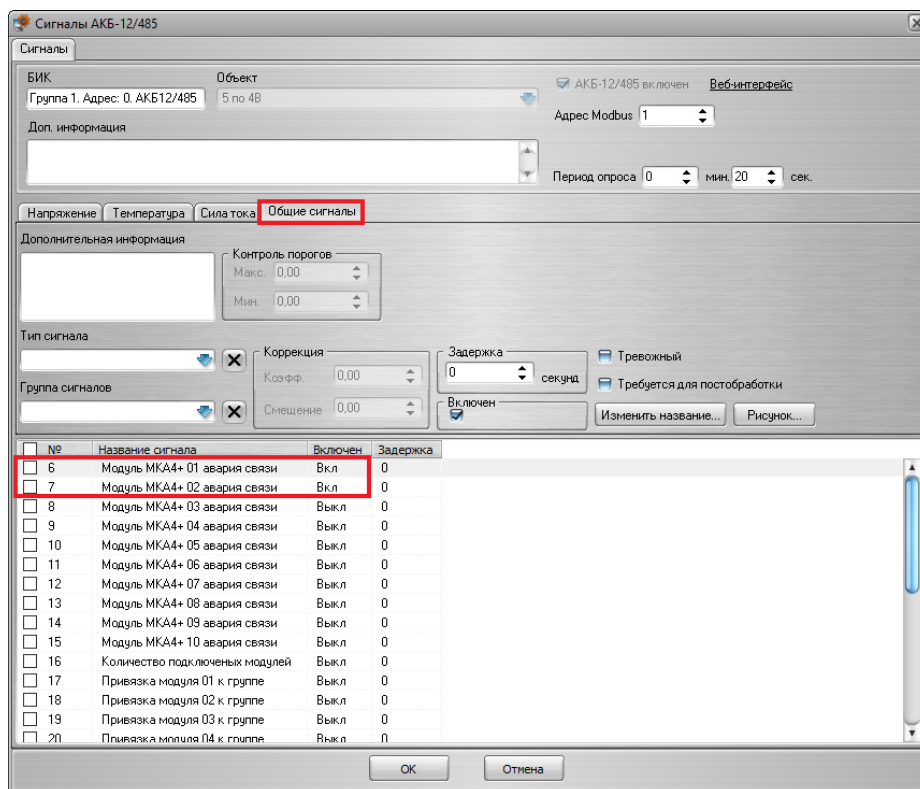 Сигналы АКБ-12/485
Сигналы
БИК Объект
Группа 1. Адрес: 0. АКБ12/485 5 по 4В
АКБ-12/485 включен Веб-интерфейс
Адрес Modbus 1
Доп. информация
Период опроса 0 мин. 20 сек.
Напряжение Температура Сила тока Общие сигналы
Дополнительная информация
Контроль порогов
Макс. 0,00
Мин. 0,00
Тип сигнала
Группа сигналов
Коррекция
Коэфф. 0,00
Смещение 0,00
Задержка
0 секунд
Включен
Тревожный
Требуется для постобработки
Изменить название... Рисунок...
№ Название сигнала Включен Задержка
6 Модуль МКА4+ 01 авария связи Вкл 0
7 Модуль МКА4+ 02 авария связи Вкл 0
8 Модуль МКА4+ 03 авария связи Выкл 0
9 Модуль МКА4+ 04 авария связи Выкл 0
10 Модуль МКА4+ 05 авария связи Выкл 0
11 Модуль МКА4+ 06 авария связи Выкл 0
12 Модуль МКА4+ 07 авария связи Выкл 0
13 Модуль МКА4+ 08 авария связи Выкл 0
14 Модуль МКА4+ 09 авария связи Выкл 0
15 Модуль МКА4+ 10 авария связи Выкл 0
16 Количество подключеных модулей Выкл 0
17 Привязка модуля 01 к группе Выкл 0
18 Привязка модуля 02 к группе Выкл 0
19 Привязка модуля 03 к группе Выкл 0
20 Привязка модуля 04 к группе Выкл 0
OK Отмена